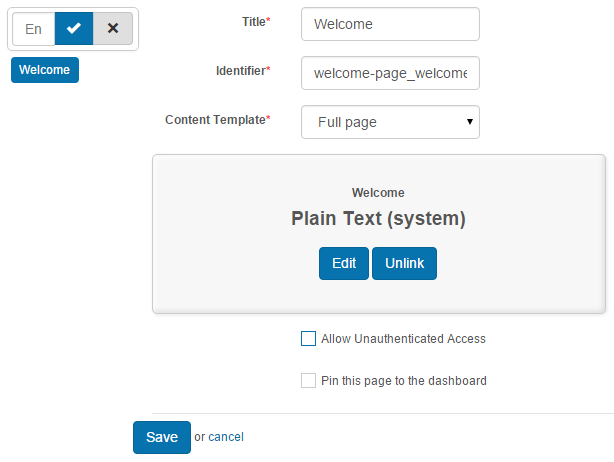 En
Welcome
Title*
Welcome
Identifier*
welcome-page_welcome
Content Template*
Full page
Welcome
Plain Text (system)
Edit Unlink
Allow Unauthenticated Access
Pin this page to the dashboard
Save or cancel